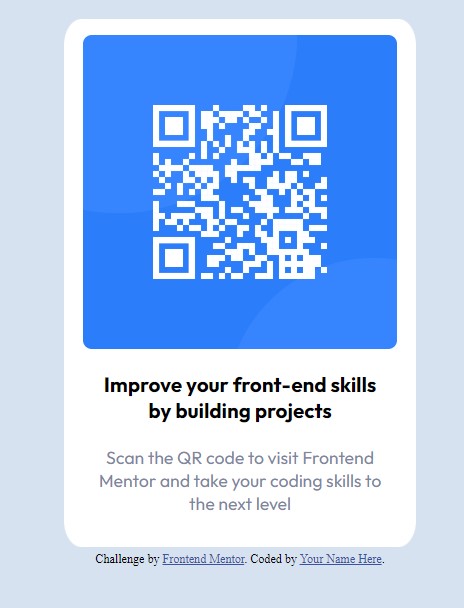 Improve your front-end skills
by building projects
Scan the QR code to visit Frontend
Mentor and take your coding skills to
the next level
Challenge by Frontend Mentor. Coded by Your Name Here.